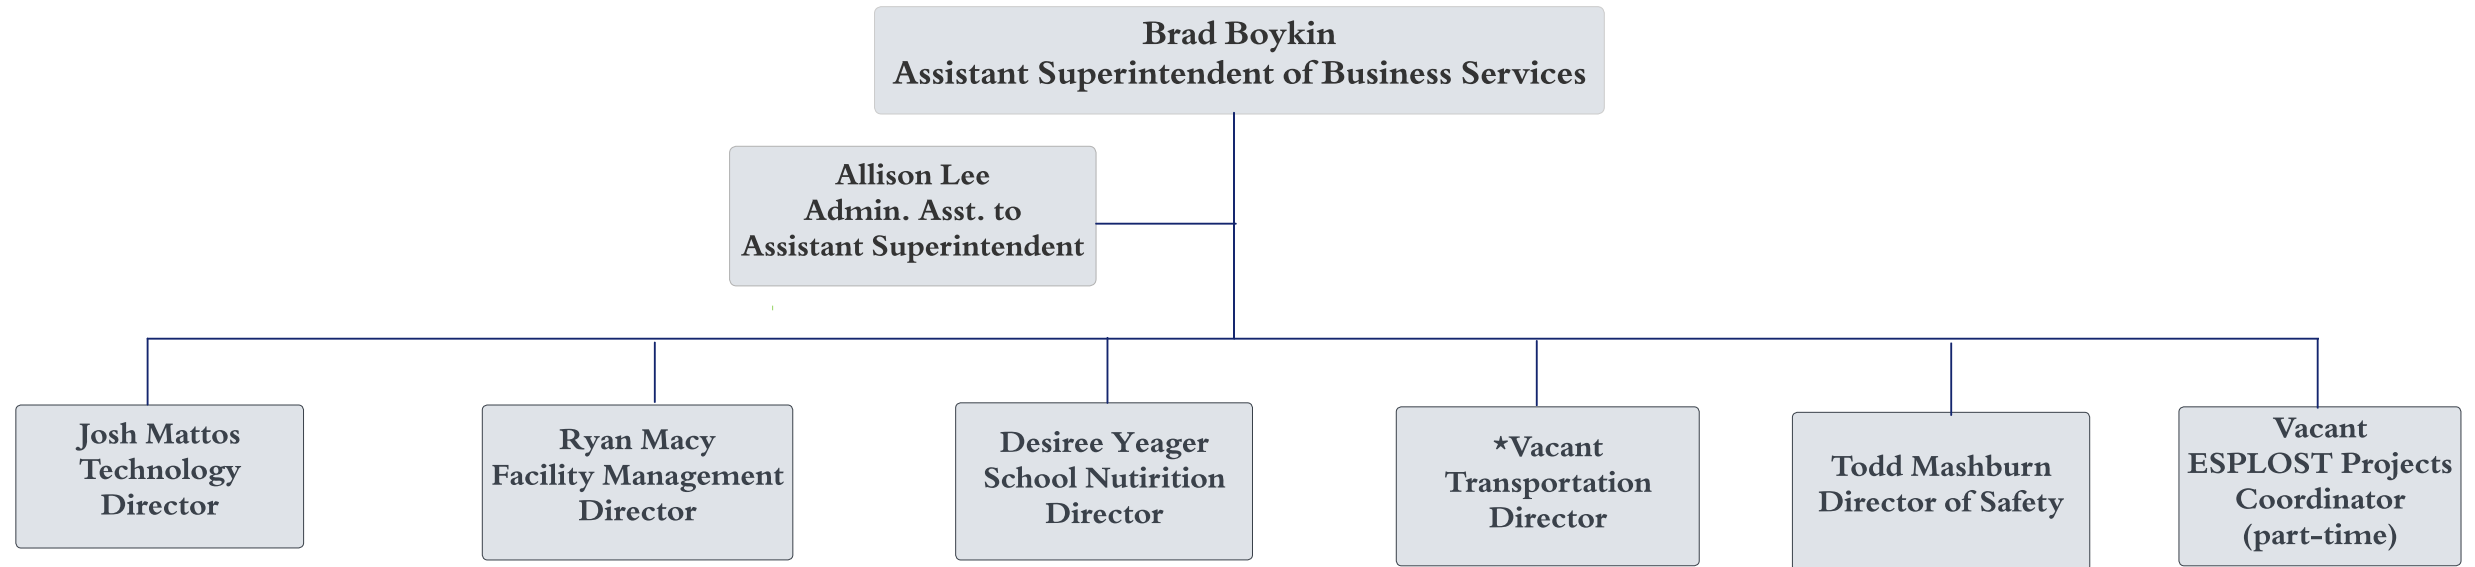 Brad Boykin
Assistant Superintendent of Business Services
Allison Lee
Admin. Asst. to
Assistant Superintendent
Josh Mattos
Technology
Director
Ryan Macy
Facility Management
Director
Desiree Yeager
School Nutirition
Director
*Vacant
Transportation
Director
Todd Mashburn
Director of Safety
Vacant
ESPLOST Projects
Coordinator
(part-time)